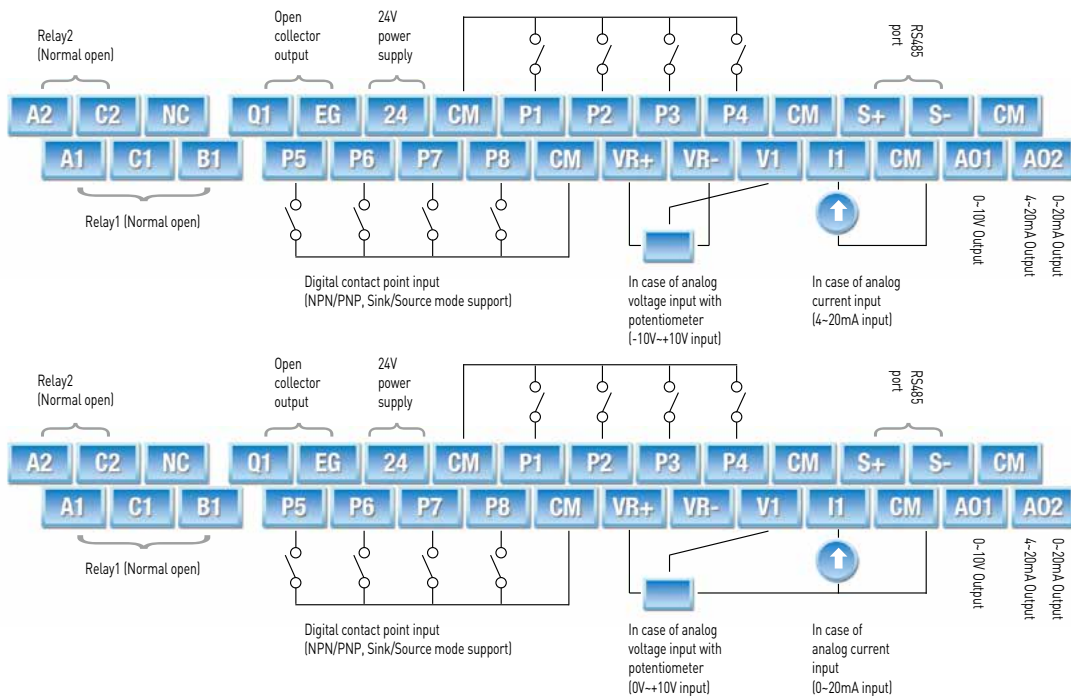 Relay2
(Normal open)
Open
collector
output
24V
power
supply
RS485
port
A2 C2 NC Q1 EG 24 CM P1 P2 P3 P4 CM S+ S- CM
A1 C1 B1 P5 P6 P7 P8 CM VR+ VR- V1 I1 CM AO1 AO2
Relay1 (Normal open)
Digital contact point input
(NPN/PNP, Sink/Source mode support)
In case of analog
voltage input with
potentiometer
(-10V~+10V input)
In case of analog
current input
(4~20mA input)
0~10V Output
4~20mA Output
0~20mA Output
Relay2
(Normal open)
Open
collector
output
24V
power
supply
RS485
port
A2 C2 NC Q1 EG 24 CM P1 P2 P3 P4 CM S+ S- CM
A1 C1 B1 P5 P6 P7 P8 CM VR+ VR- V1 I1 CM AO1 AO2
Relay1 (Normal open)
Digital contact point input
(NPN/PNP, Sink/Source mode support)
In case of analog
voltage input with
potentiometer
(0V~+10V input)
In case of
analog current
input
(0~20mA input)
0~10V Output
4~20mA Output
0~20mA Output